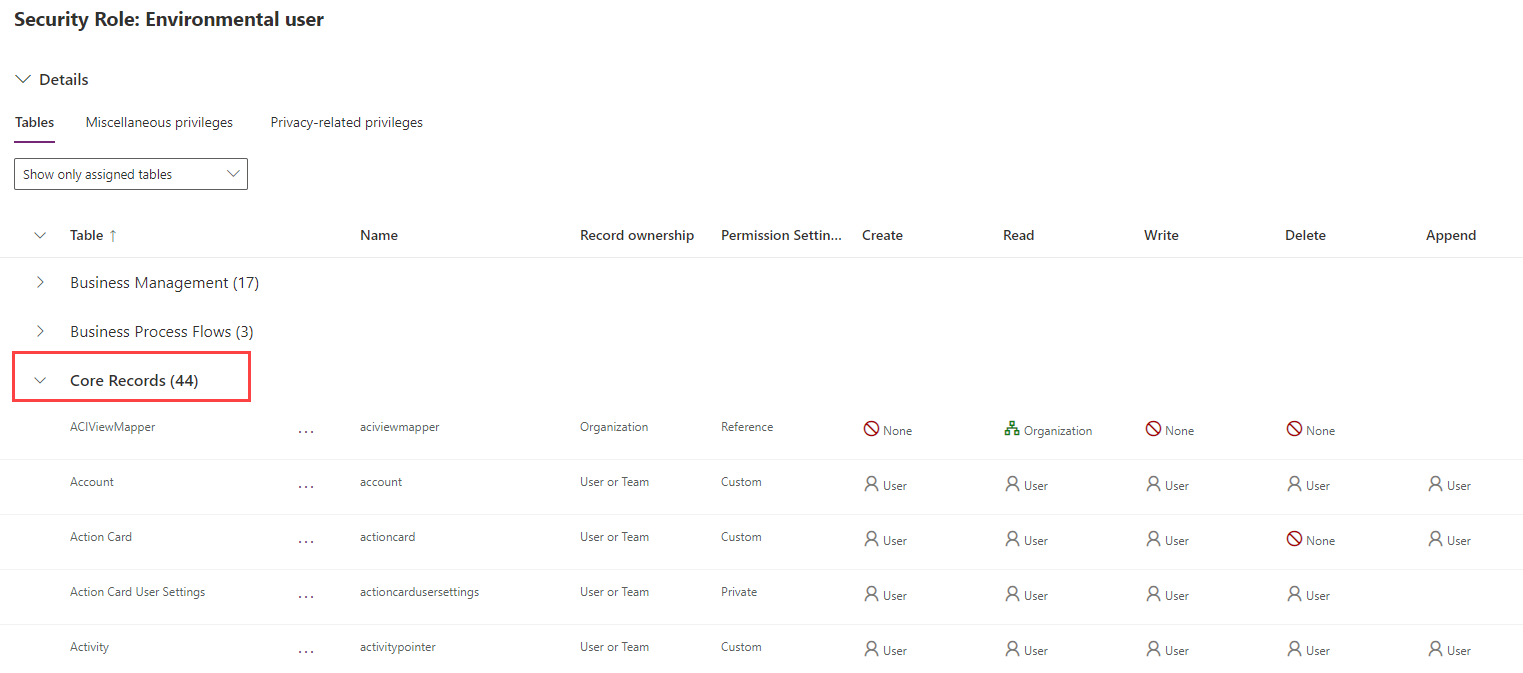 Security Role: Environmental user
Details
Tables Miscellaneous privileges Privacy-related privileges
Show only assigned tables
Table ↑ Name Record ownership Permission Settin... Create Read Write Delete Append
Business Management (17)
Business Process Flows (3)
Core Records (44)
ACIViewMapper ... aciviewmapper Organization Reference None Organization None None
Account ... account User or Team Custom User User User User User
Action Card ... actioncard User or Team Custom User User User None User
Action Card User Settings ... actioncardusersettings User or Team Private User User User User
Activity ... activitypointer User or Team Custom User User User User User